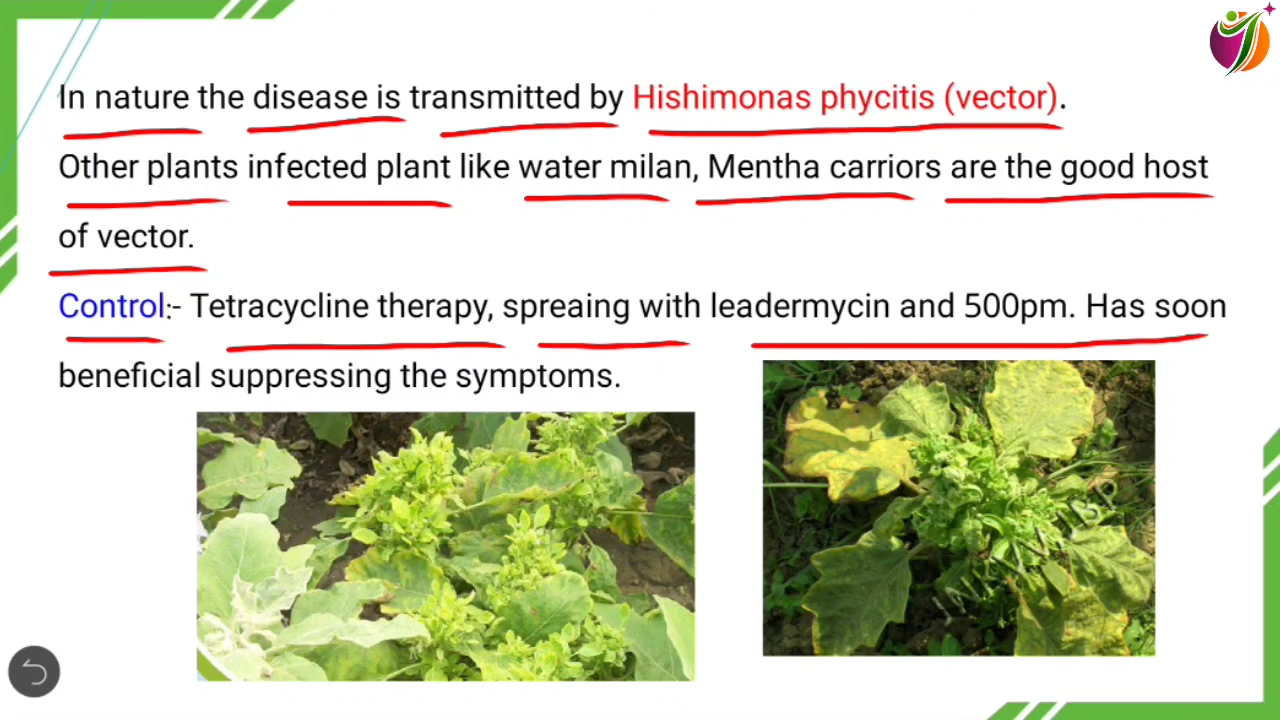 In nature the disease is transmitted by Hishimonas phycitis (vector).
Other plants infected plant like water milan, Mentha carriors are the good host
of vector.
Control:- Tetracycline therapy, spreaing with leadermycin and 500pm. Has soon
beneficial suppressing the symptoms.